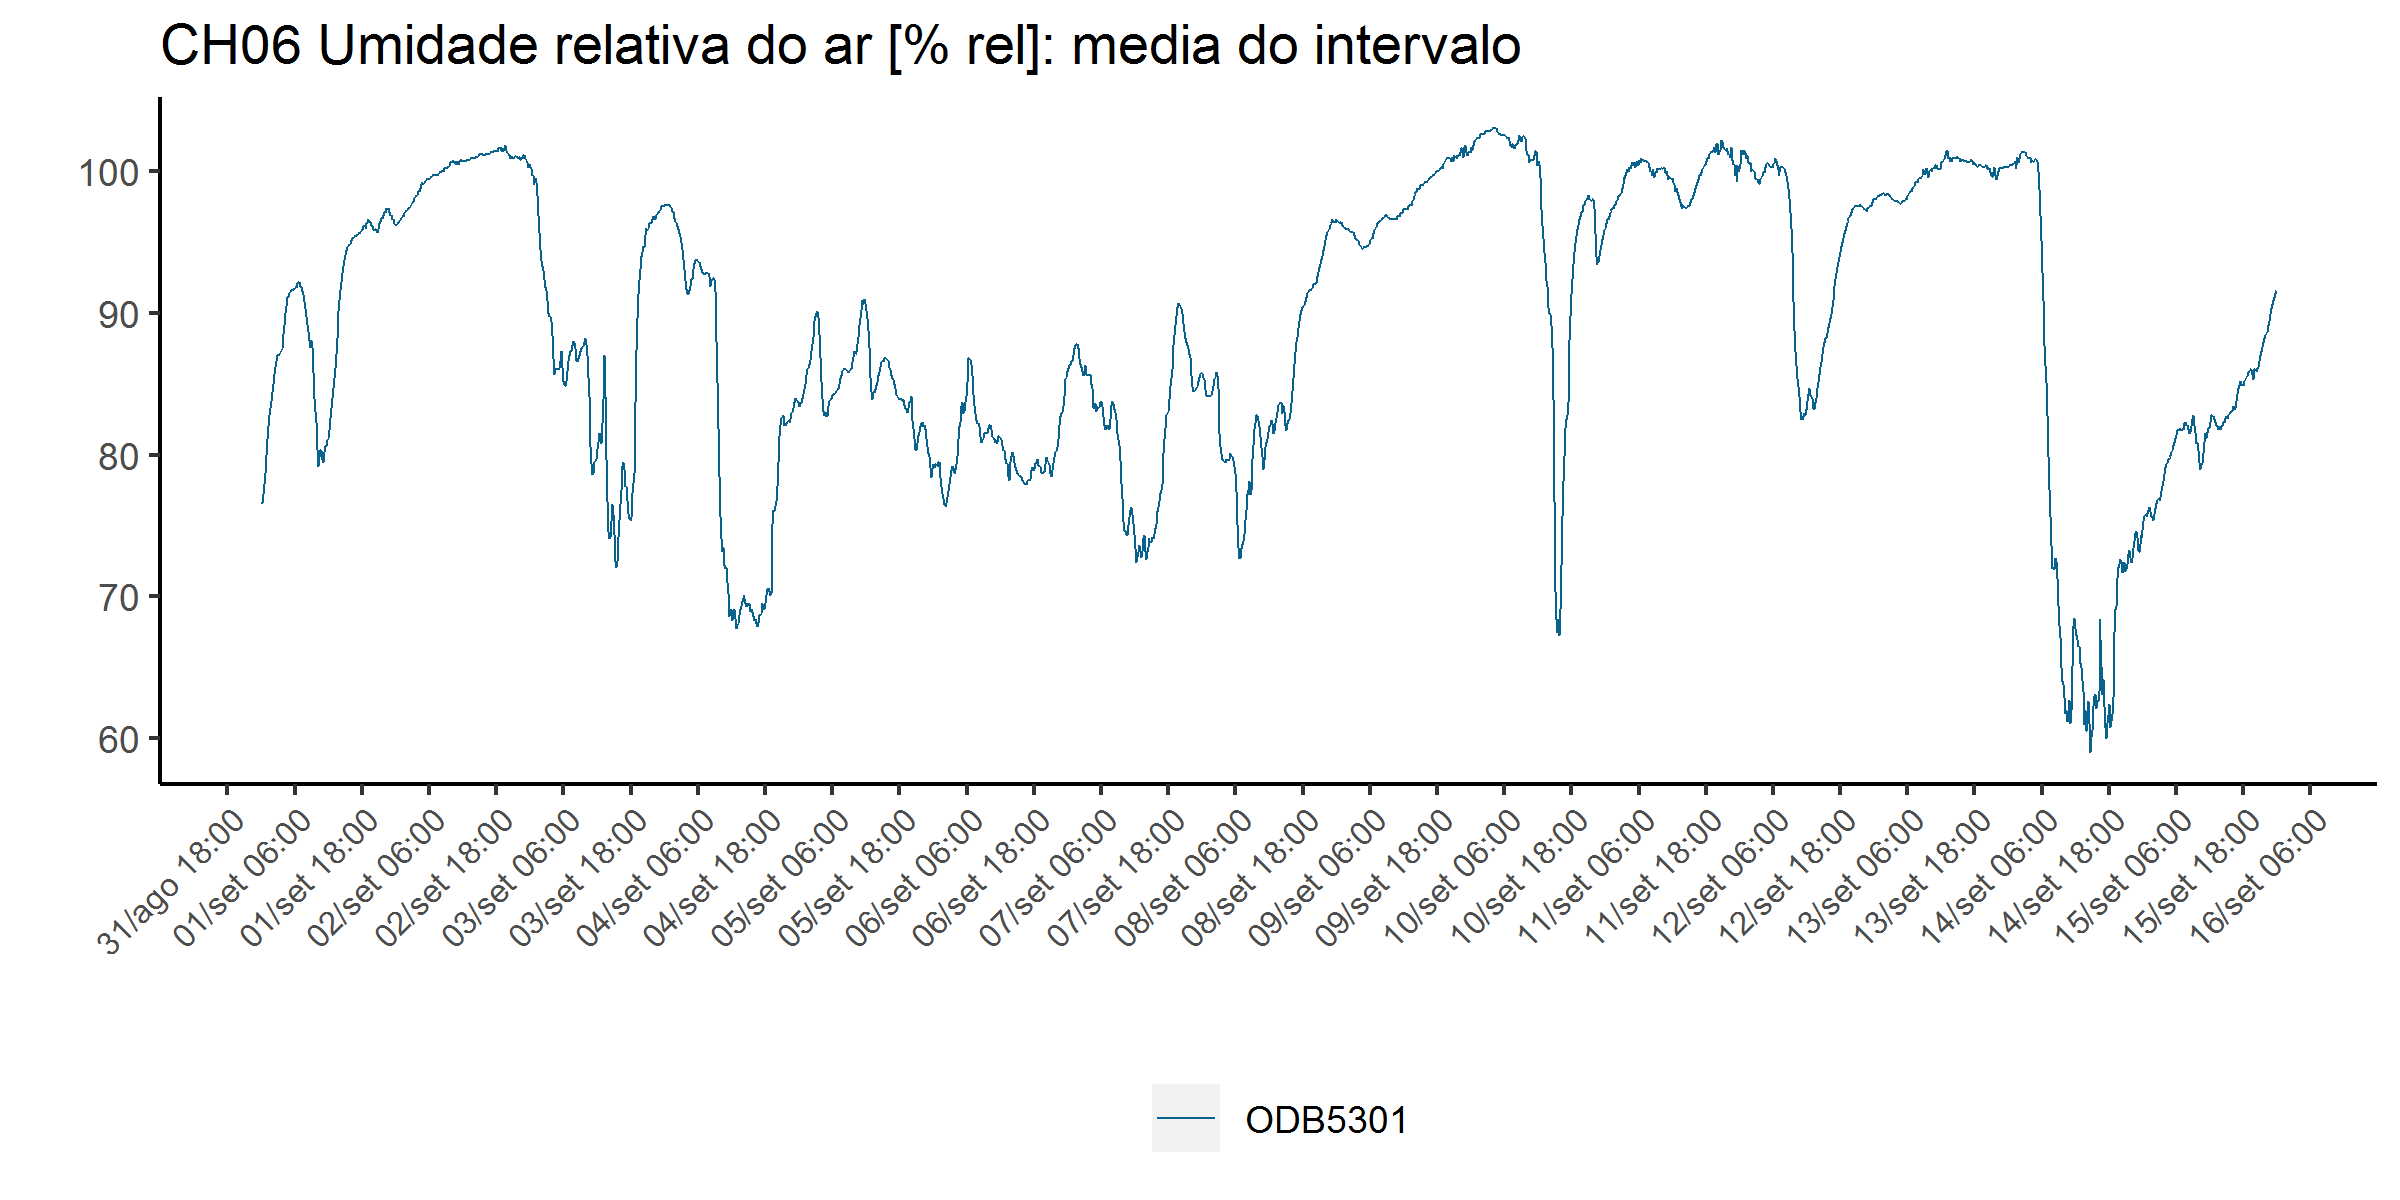 CH06 Umidade relativa do ar [% rel]: media do intervalo
100
90
80
70
60
31/ago 18:00
01/set 06:00
01/set 18:00
02/set 06:00
02/set 18:00
03/set 06:00
03/set 18:00
04/set 06:00
04/set 18:00
05/set 06:00
05/set 18:00
06/set 06:00
06/set 18:00
07/set 06:00
07/set 18:00
08/set 06:00
08/set 18:00
09/set 06:00
09/set 18:00
10/set 06:00
10/set 18:00
11/set 06:00
11/set 18:00
12/set 06:00
12/set 18:00
13/set 06:00
13/set 18:00
14/set 06:00
14/set 18:00
15/set 06:00
15/set 18:00
16/set 06:00
ODB5301